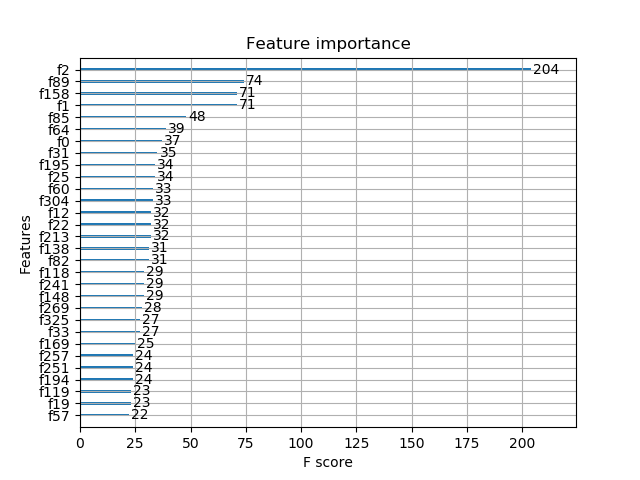 Feature importance
f2 204
f89 74
f158 71
f1 71
f85 48
f64 39
f0 37
f31 35
f195 34
f25 34
f60 33
f304 33
f12 32
f22 32
f213 32
f138 31
f82 31
f118 29
f241 29
f148 29
f269 28
f325 27
f33 27
f169 25
f257 24
f251 24
f194 24
f119 23
f19 23
f57 22
Features
0 25 50 75 100 125 150 175 200
F score